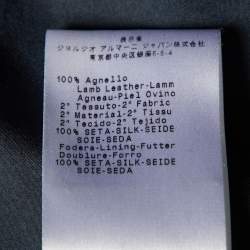 表示者
ジョルジオ アルマーニ ジャパン株式会社
東京都中央区銀座 5-5-4
100% Agnello
Lamb Leather-Lamm
Agneau-Piel Ovino
2° Tessuto-2° Fabric
2° Material-2° Tissu
2° Tecido-2° Tejido
100% SETA-SILK-SEIDE
SOIE-SEDA
Fodera-Lining-Futter
Doublure-Forro
100% SETA-SILK-SEIDE
SOIE-SEDA